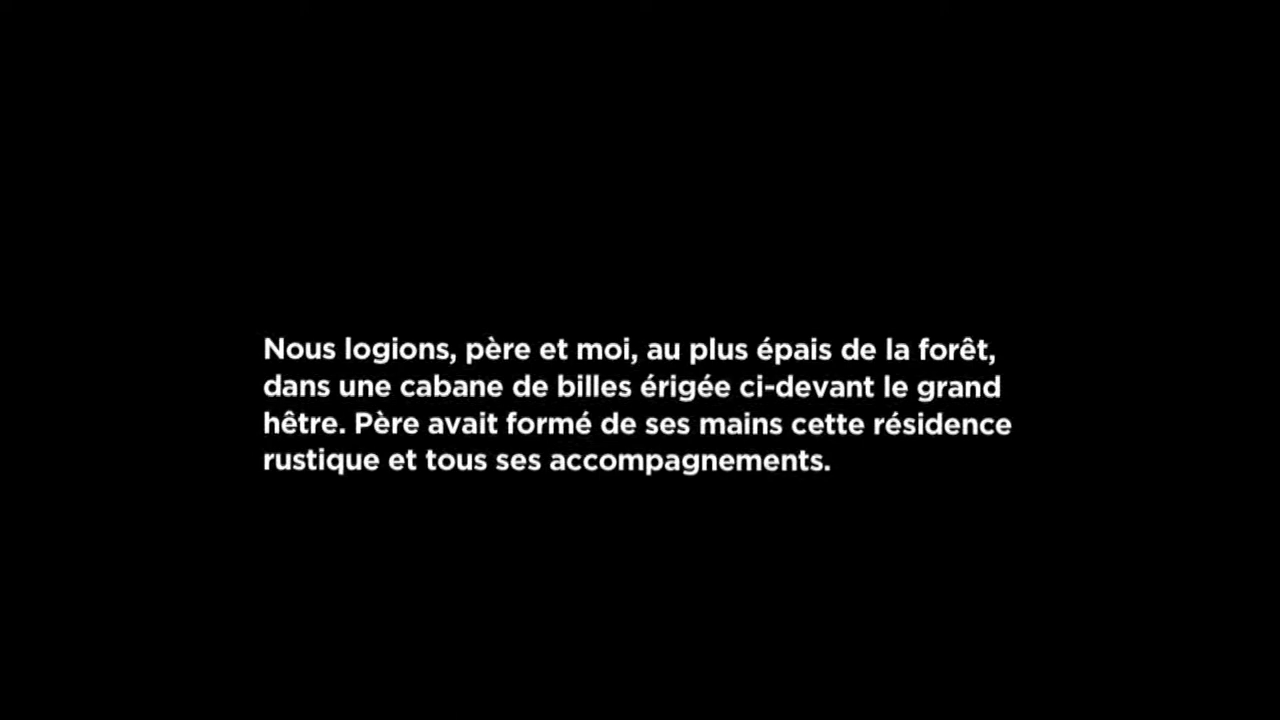 Nous logions, père et moi, au plus épais de la forêt,
dans une cabane de billes érigée ci-devant le grand
hêtre. Père avait formé de ses mains cette résidence
rustique et tous ses accompagnements.